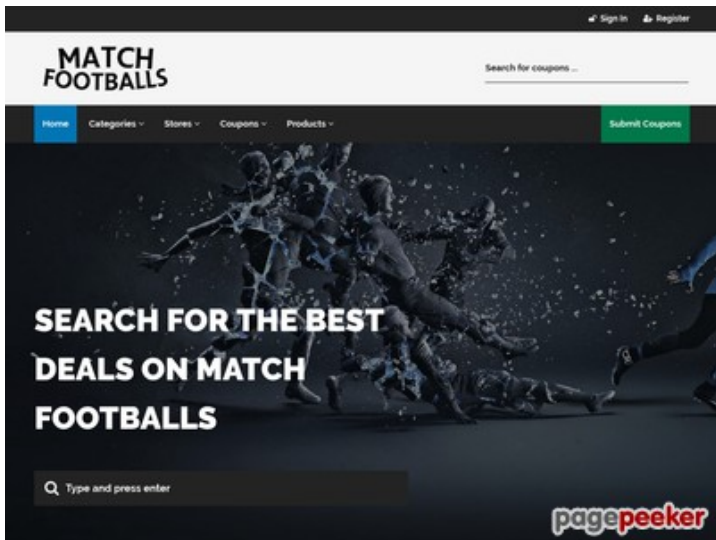 Sign In Register
MATCH
FOOTBALLS
Search for coupons ...
Home Categories Stores Coupons Products Submit Coupons
SEARCH FOR THE BEST
DEALS ON MATCH
FOOTBALLS
Type and press enter
pagepeeker